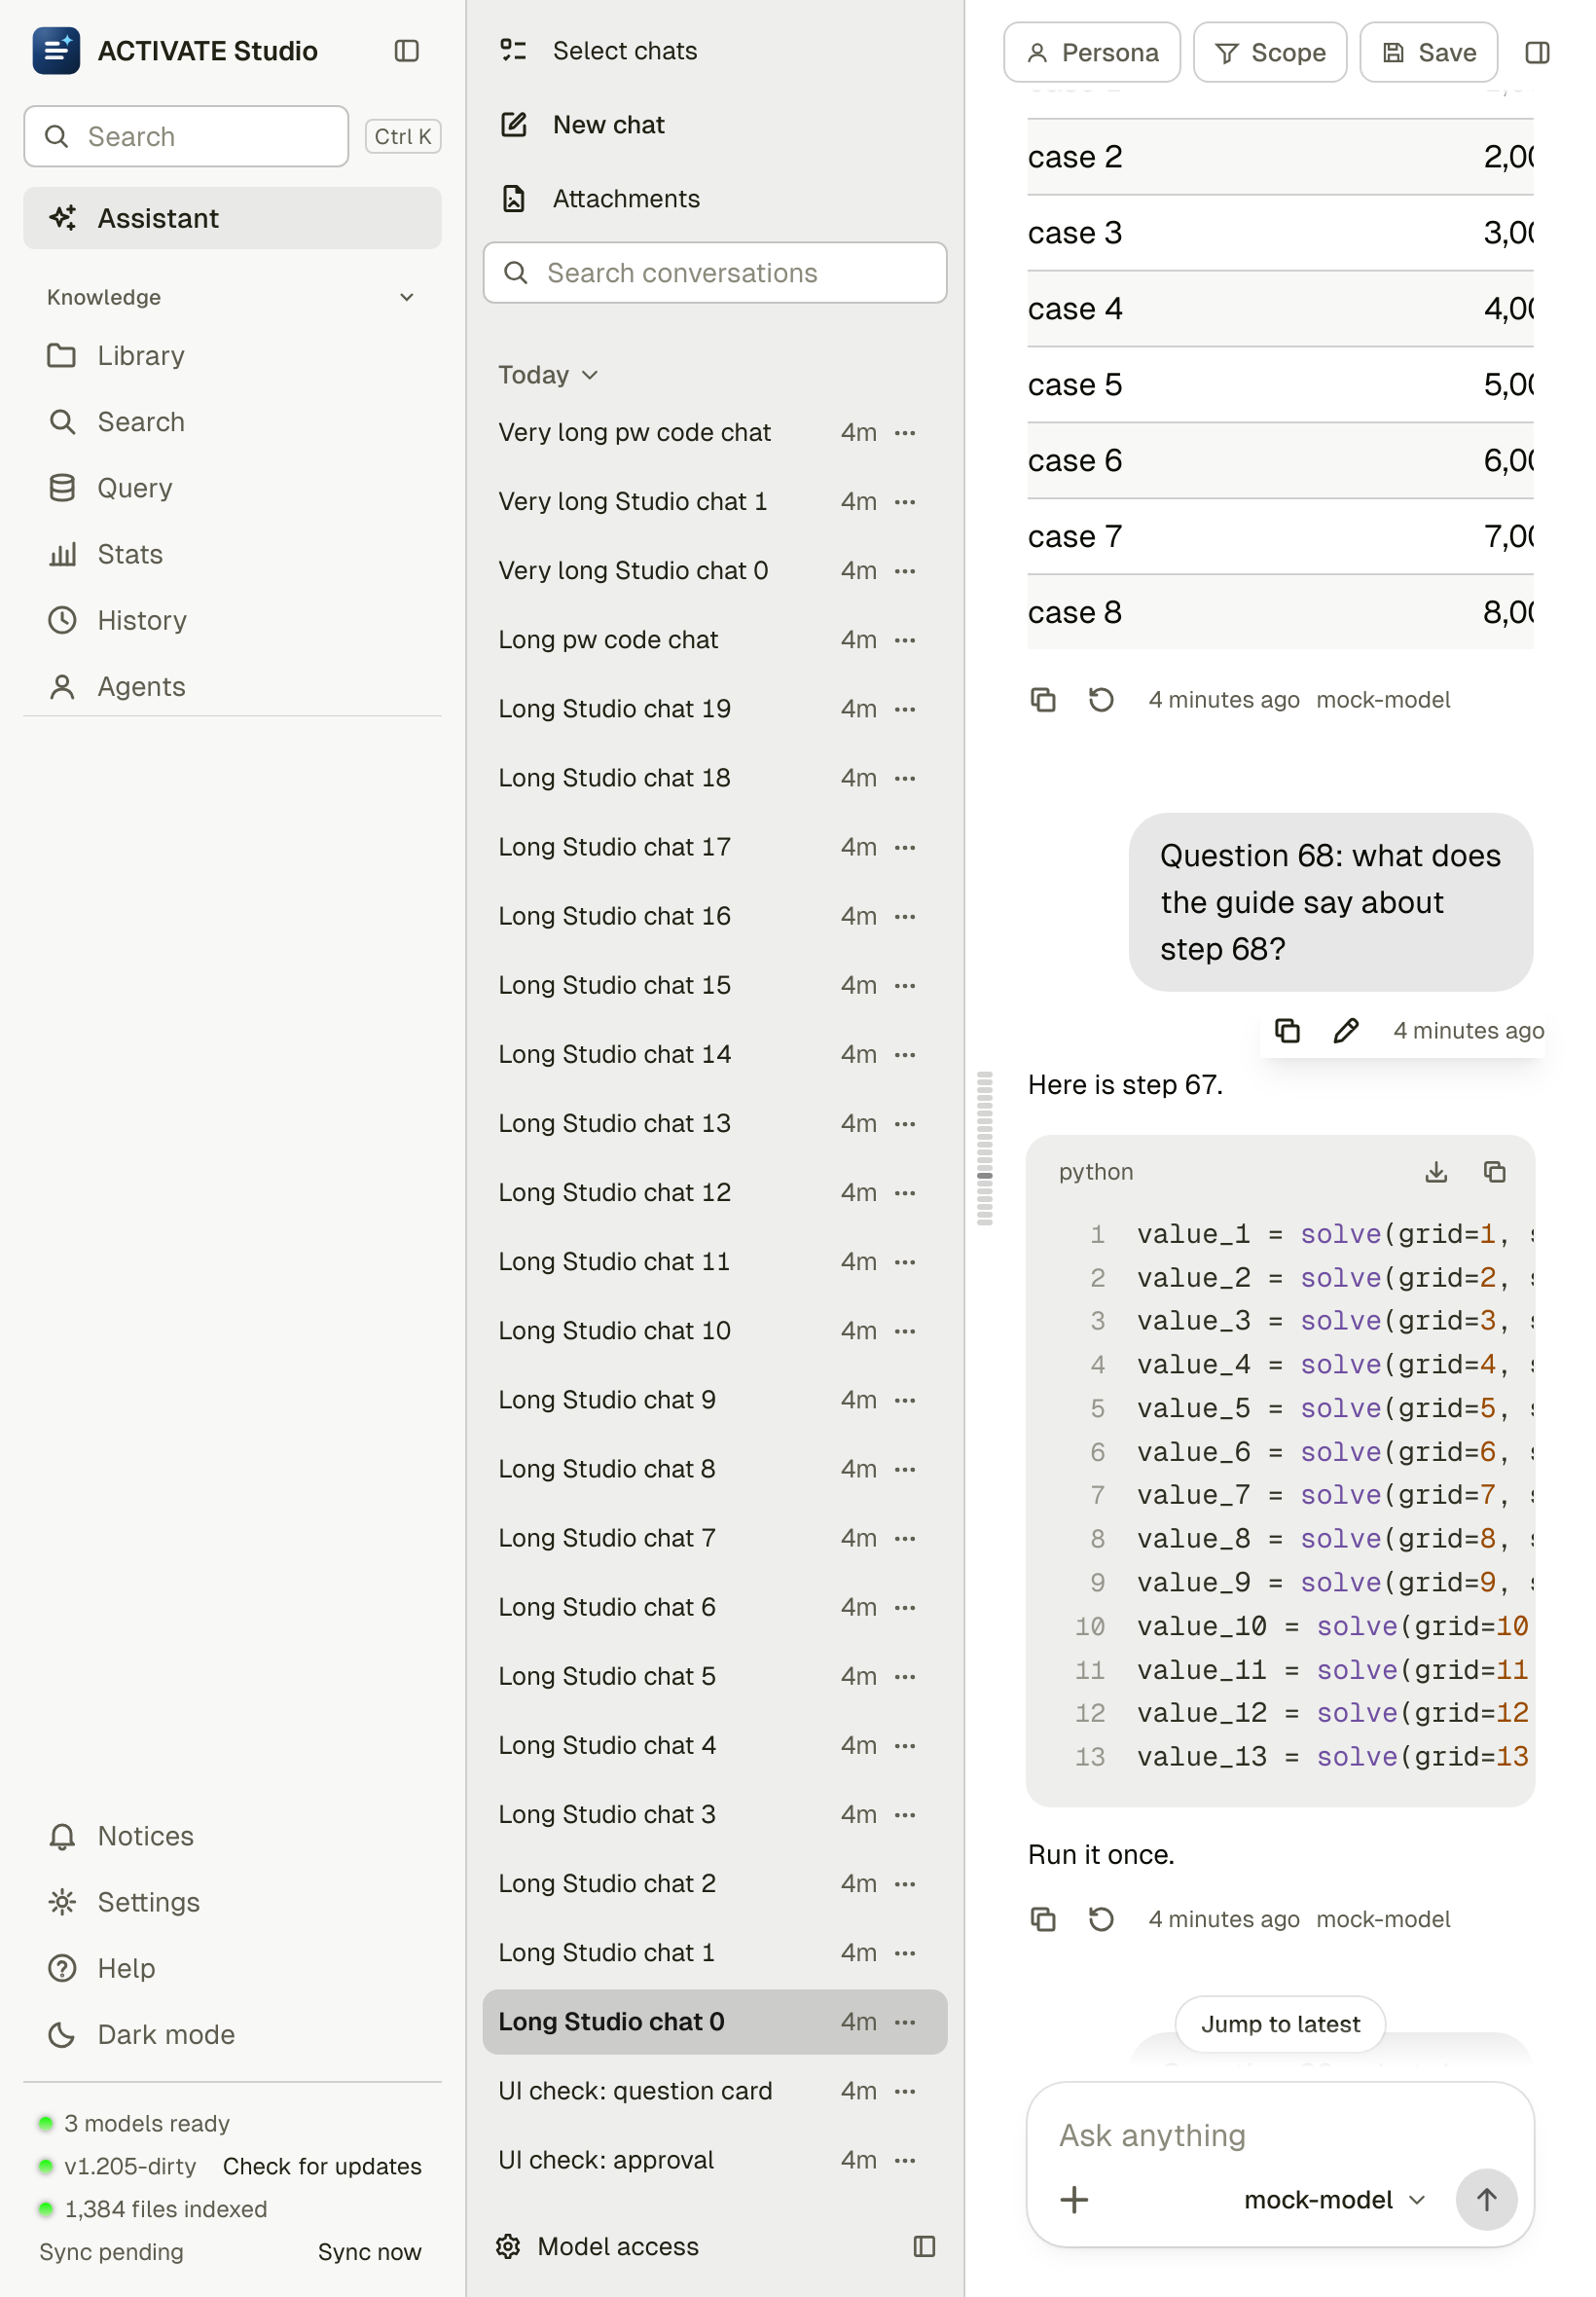 ACTIVATE Studio
Search
Ctrl K
Assistant
Knowledge
Library
Search
Query
Stats
History
Agents
Notices
Settings
Help
Dark mode
3 models ready
v1.205-dirty Check for updates
1,384 files indexed
Sync pending Sync now
Select chats
New chat
Attachments
Search conversations
Today
Very long pw code chat 4m
Very long Studio chat 1 4m
Very long Studio chat 0 4m
Long pw code chat 4m
Long Studio chat 19 4m
Long Studio chat 18 4m
Long Studio chat 17 4m
Long Studio chat 16 4m
Long Studio chat 15 4m
Long Studio chat 14 4m
Long Studio chat 13 4m
Long Studio chat 12 4m
Long Studio chat 11 4m
Long Studio chat 10 4m
Long Studio chat 9 4m
Long Studio chat 8 4m
Long Studio chat 7 4m
Long Studio chat 6 4m
Long Studio chat 5 4m
Long Studio chat 4 4m
Long Studio chat 3 4m
Long Studio chat 2 4m
Long Studio chat 1 4m
Long Studio chat 0 4m
UI check: question card 4m
UI check: approval 4m
Model access
Persona Scope Save
case 2 2,00
case 3 3,00
case 4 4,00
case 5 5,00
case 6 6,00
case 7 7,00
case 8 8,00
4 minutes ago mock-model
Question 68: what does
the guide say about
step 68?
4 minutes ago
Here is step 67.
python
1 value_1 = solve(grid=1,
2 value_2 = solve(grid=2,
3 value_3 = solve(grid=3,
4 value_4 = solve(grid=4,
5 value_5 = solve(grid=5,
6 value_6 = solve(grid=6,
7 value_7 = solve(grid=7,
8 value_8 = solve(grid=8,
9 value_9 = solve(grid=9,
10 value_10 = solve(grid=10
11 value_11 = solve(grid=11
12 value_12 = solve(grid=12
13 value_13 = solve(grid=13
Run it once.
4 minutes ago mock-model
Jump to latest
Ask anything
mock-model